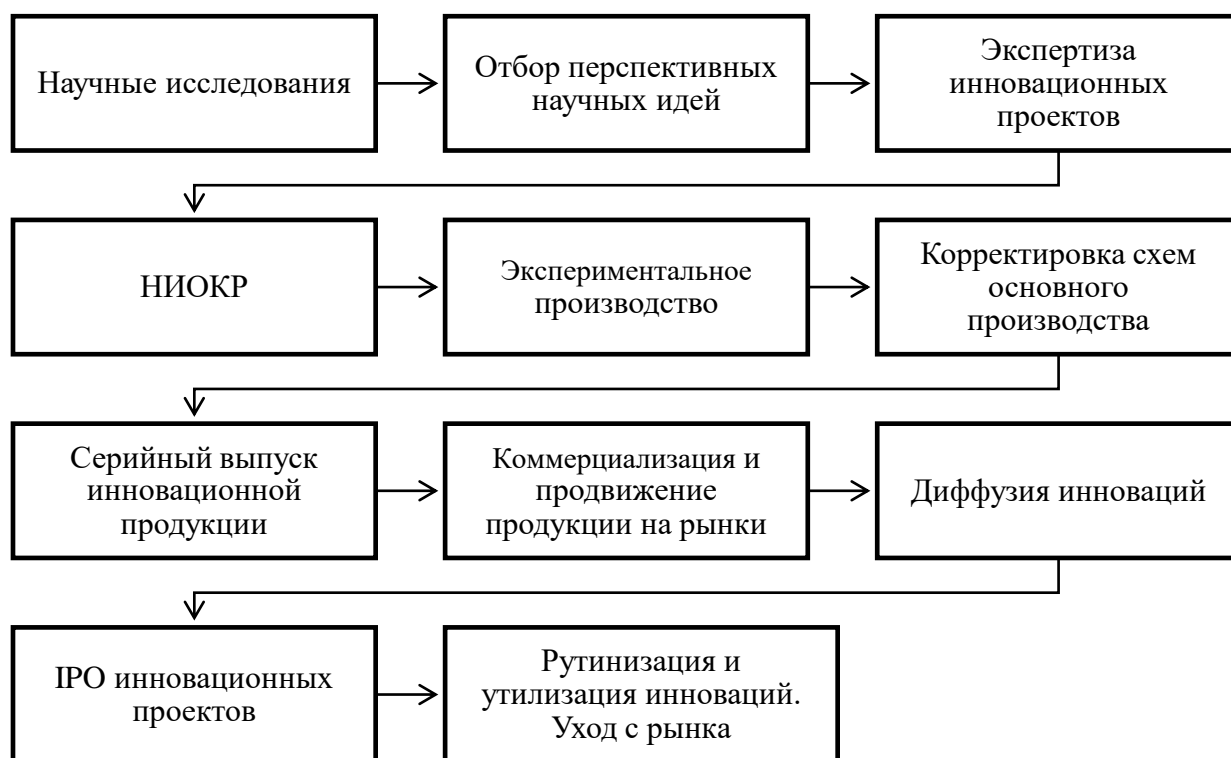 Научные исследования
Отбор перспективных
научных идей
Экспертиза
инновационных
проектов
НИОКР
Экспериментальное
производство
Корректировка схем
основного
производства
Серийный выпуск
инновационной
продукции
Коммерциализация и
продвижение
продукции на рынки
Диффузия инноваций
IPO инновационных
проектов
Рутинизация и
утилизация инноваций.
Уход с рынка